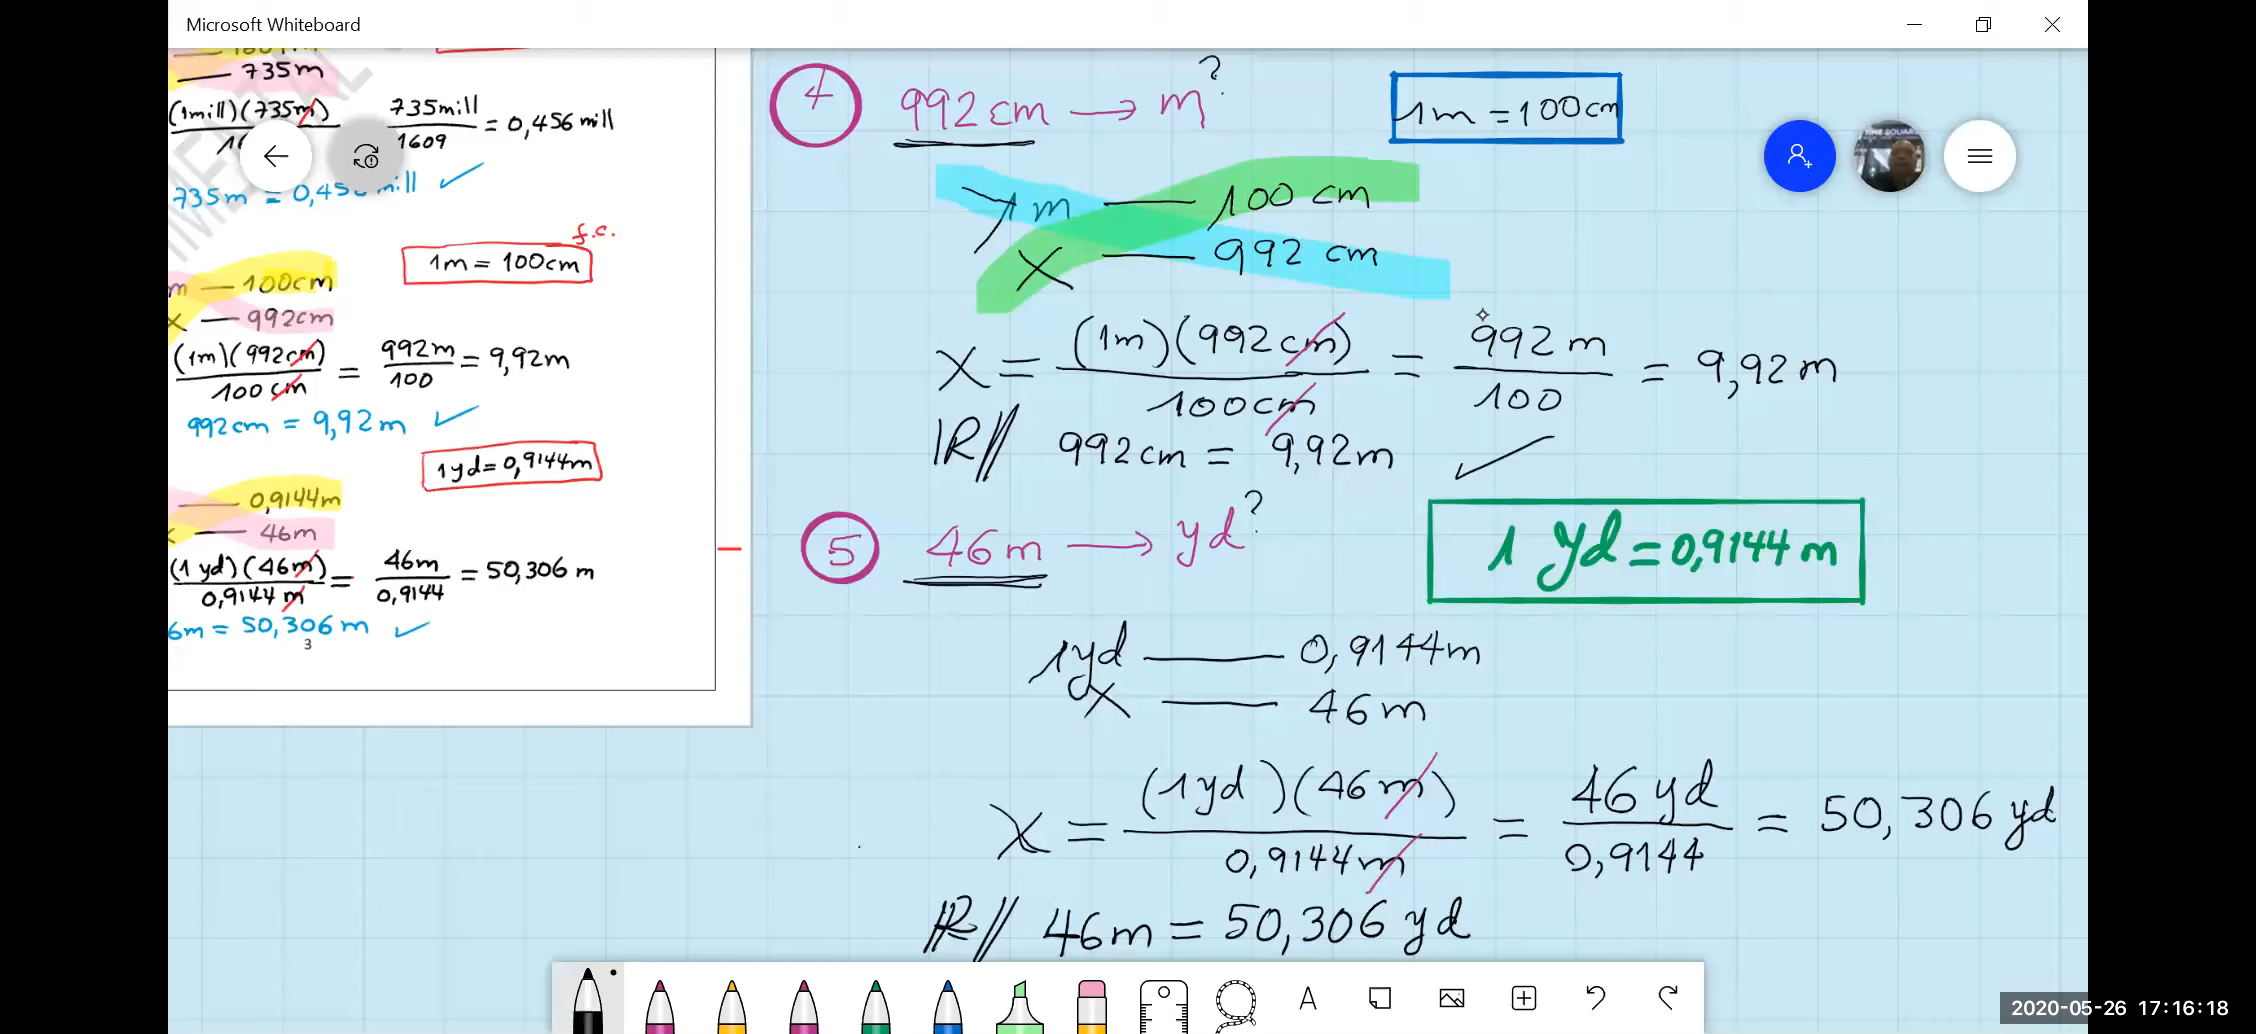 Microsoft Whiteboard
735m
(1mill)(735m) 735mill = 0,456 mill
1609
735m = 0,45 mill
f.c.
1m = 100cm
m — 100cm
x — 992cm
(1m)(992cm) = 992m = 9,92m
100cm 100
992cm = 9,92m ✓
1yd = 0,9144m
— 0,9144m
— 46m
(1 yd)(46m) = 46m = 50,306 m
0,9144 m 0,9144
6m = 50,306 m ✓
3
4 992 cm → m?
1m = 100cm
1m — 100 cm
X — 992 cm
X = (1m)(992cm) = 992 m = 9,92 m
100cm 100
R// 992cm = 9,92m ✓
5 46m → yd?
1 yd = 0,9144 m
1yd — 0,9144m
X — 46m
X = (1yd)(46m) = 46 yd = 50,306 yd
0,9144m 0,9144
R// 46m = 50,306 yd
A
2020-05-26 17:16:18